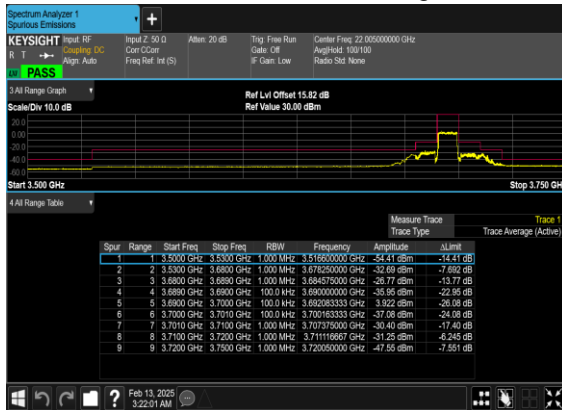 Spectrum Analyzer 1
Spurious Emissions
+
KEYSIGHT Input: RF Input Z: 50 Ω Atten: 20 dB Trig: Free Run Center Freq: 22.005000000 GHz
R T Coupling: DC Corr CCorr Gate: Off Avg|Hold: 100/100
Align: Auto Freq Ref: Int (S) IF Gain: Low Radio Std: None
PASS
3 All Range Graph
Ref Lvl Offset 15.82 dB
Scale/Div 10.0 dB Ref Value 30.00 dBm
20.0
0.00
-20.0
-40.0
-60.0
Start 3.500 GHz Stop 3.750 GH
4 All Range Table
Measure Trace Trace 1
Trace Type Trace Average (Active)
Spur Range Start Freq Stop Freq RBW Frequency Amplitude ΔLimit
1 1 3.5000 GHz 3.5300 GHz 1.000 MHz 3.516600000 GHz -54.41 dBm -14.41 dB
2 2 3.5300 GHz 3.6800 GHz 1.000 MHz 3.678250000 GHz -32.69 dBm -7.692 dB
3 3 3.6800 GHz 3.6890 GHz 1.000 MHz 3.684575000 GHz -26.77 dBm -13.77 dB
4 4 3.6890 GHz 3.6900 GHz 100.0 kHz 3.690000000 GHz -35.95 dBm -22.95 dB
5 5 3.6900 GHz 3.7000 GHz 100.0 kHz 3.692083333 GHz 3.922 dBm -26.08 dB
6 6 3.7000 GHz 3.7010 GHz 100.0 kHz 3.700163333 GHz -37.08 dBm -24.08 dB
7 7 3.7010 GHz 3.7100 GHz 1.000 MHz 3.707375000 GHz -30.40 dBm -17.40 dB
8 8 3.7100 GHz 3.7200 GHz 1.000 MHz 3.711116667 GHz -31.25 dBm -6.245 dB
9 9 3.7200 GHz 3.7500 GHz 1.000 MHz 3.720050000 GHz -47.55 dBm -7.551 dB
? Feb 13, 2025
3:22:01 AM